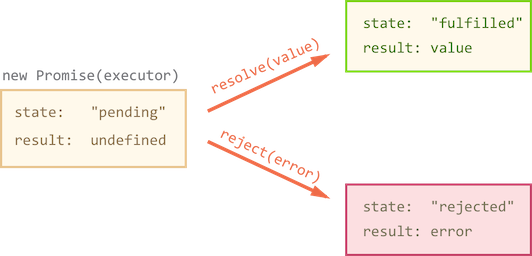 new Promise(executor)
state: "pending"
result: undefined
resolve(value)
reject(error)
state: "fulfilled"
result: value
state: "rejected"
result: error